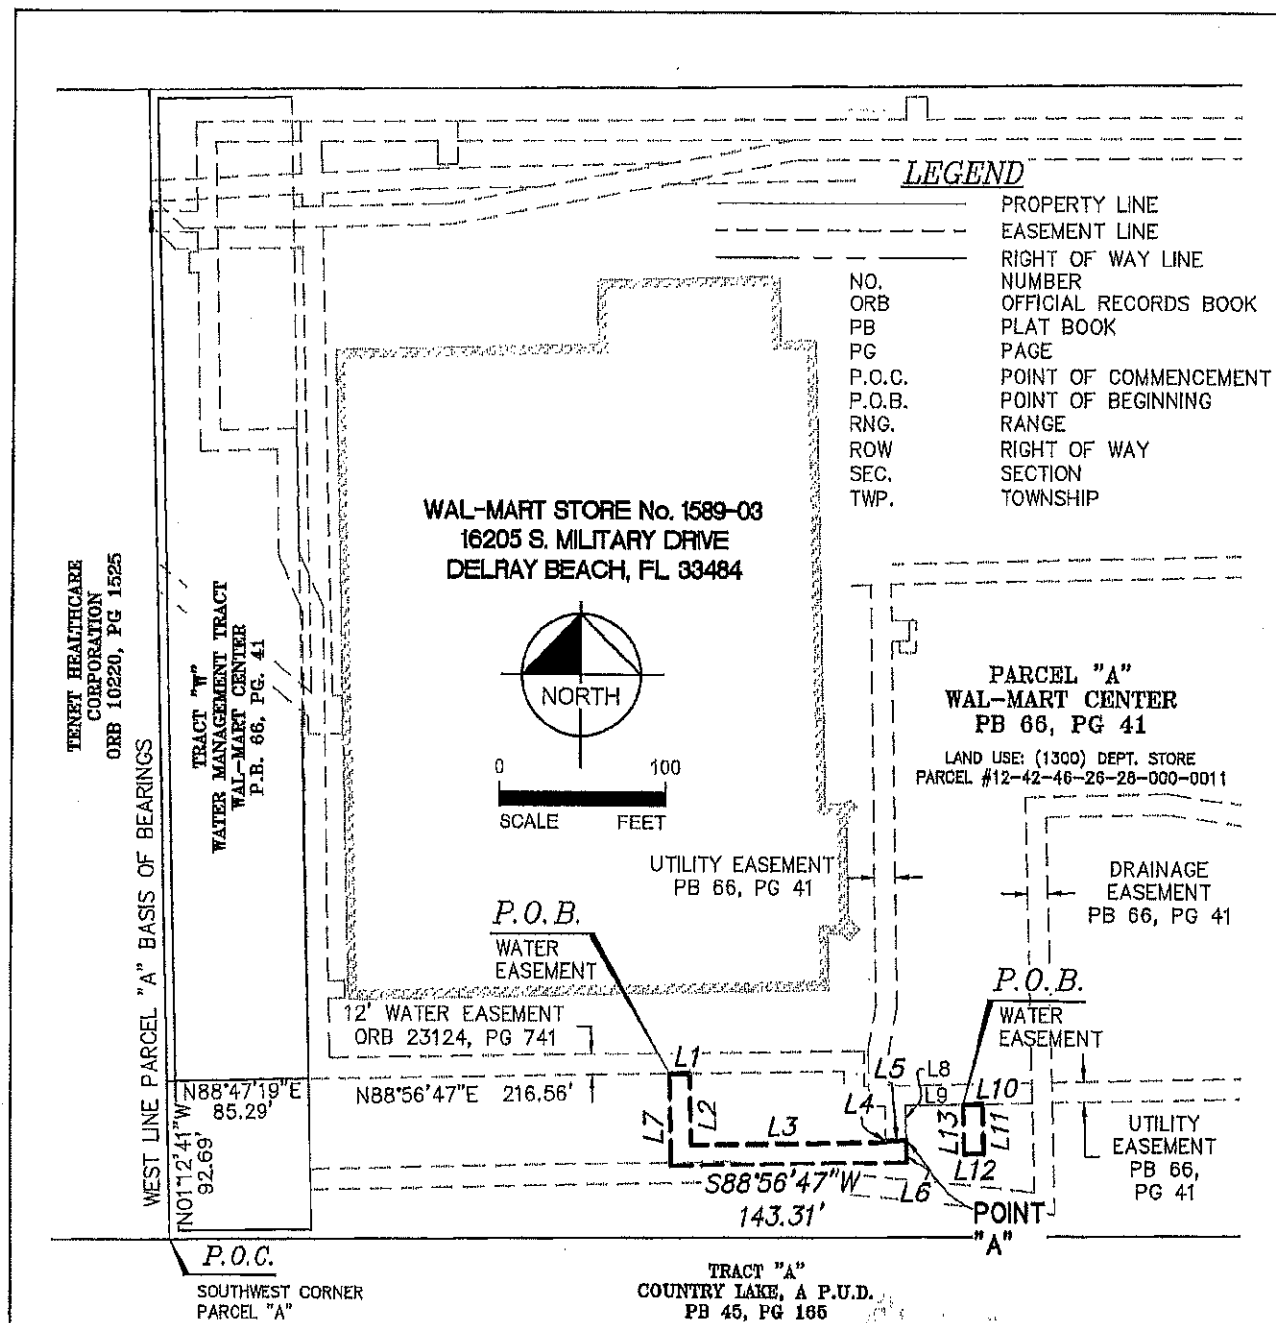 LEGEND
PROPERTY LINE
EASEMENT LINE
RIGHT OF WAY LINE
NO. NUMBER
ORB OFFICIAL RECORDS BOOK
PB PLAT BOOK
PG PAGE
P.O.C. POINT OF COMMENCEMENT
P.O.B. POINT OF BEGINNING
RNG. RANGE
ROW RIGHT OF WAY
SEC. SECTION
TWP. TOWNSHIP
WAL-MART STORE No. 1589-03
16205 S. MILITARY DRIVE
DELRAY BEACH, FL 33484
NORTH
0 100
SCALE FEET
TENET HEALTHCARE
CORPORATION
ORB 10220, PG 1525
TRACT "W"
WATER MANAGEMENT TRACT
WAL-MART CENTER
P.B. 66, PG. 41
WEST LINE PARCEL "A" BASIS OF BEARINGS
PARCEL "A"
WAL-MART CENTER
PB 66, PG 41
LAND USE: (1300) DEPT. STORE
PARCEL #12-42-46-26-28-000-0011
UTILITY EASEMENT
PB 66, PG 41
DRAINAGE
EASEMENT
PB 66, PG 41
P.O.B.
WATER
EASEMENT
P.O.B.
WATER
EASEMENT
12' WATER EASEMENT
ORB 23124, PG 741
L1
L5
L8
L9
L10
N88°47'19"E
85.29'
N88°56'47"E 216.56'
L7
L2
L3
L4
L13
L11
L12
UTILITY
EASEMENT
PB 66,
PG 41
N01°12'41"W
92.69'
S88°56'47"W
143.31'
L6
POINT
"A"
P.O.C.
SOUTHWEST CORNER
PARCEL "A"
TRACT "A"
COUNTRY LAKE, A P.U.D.
PB 45, PG 165